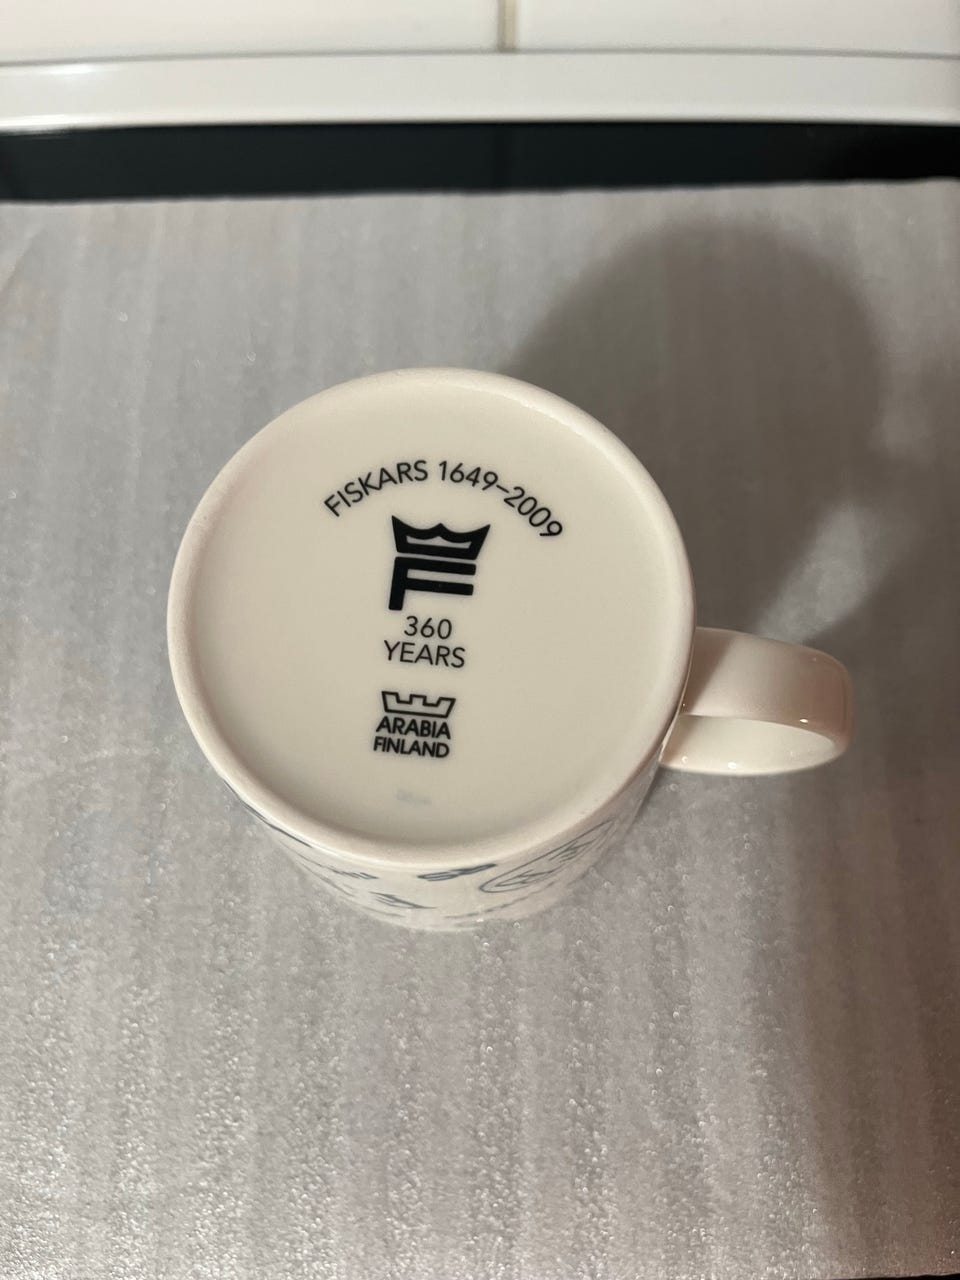 FISKARS 1649–2009
F
360
YEARS
ARABIA
FINLAND